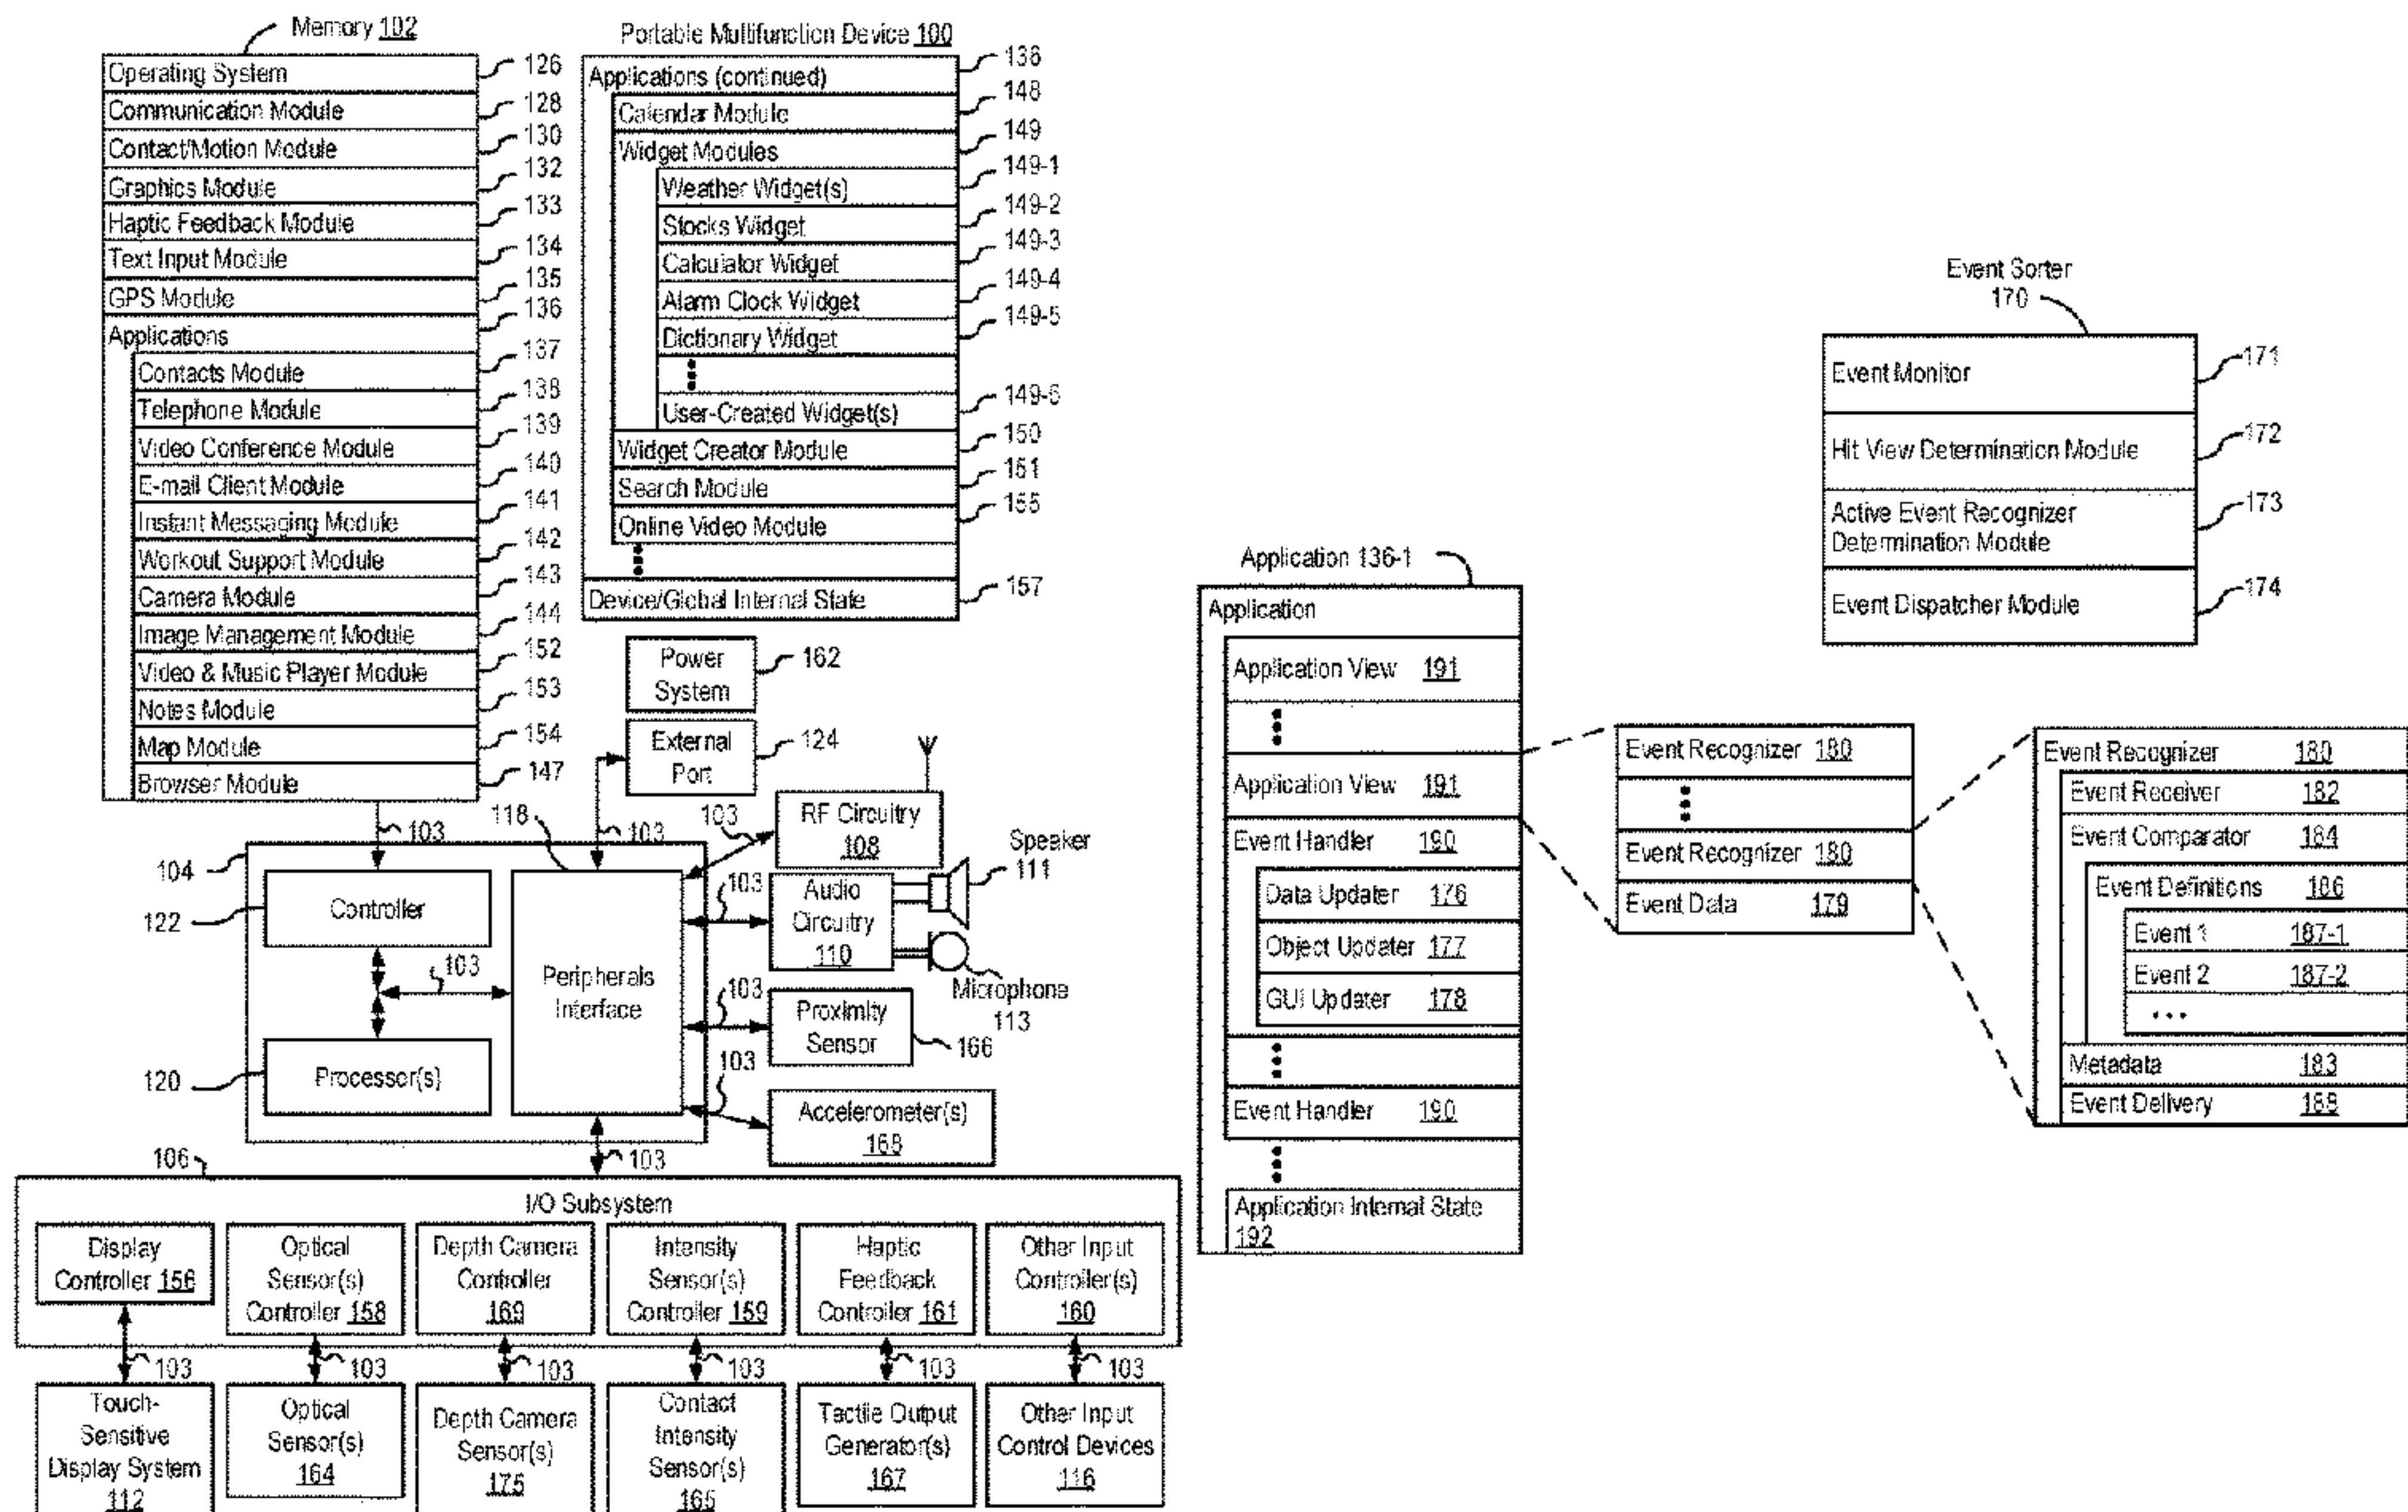 Memory 102
Operating System 126
Communication Module 128
Contact/Motion Module 130
Graphics Module 132
Haptic Feedback Module 133
Text Input Module 134
GPS Module 135
Applications 136
Contacts Module 137
Telephone Module 138
Video Conference Module 139
E-mail Client Module 140
Instant Messaging Module 141
Workout Support Module 142
Camera Module 143
Image Management Module 144
Video & Music Player Module 152
Notes Module 153
Map Module 154
Browser Module 147
Portable Multifunction Device 100
Applications (continued) 136
Calendar Module 148
Widget Modules 149
Weather Widget(s) 149-1
Stocks Widget 149-2
Calculator Widget 149-3
Alarm Clock Widget 149-4
Dictionary Widget 149-5
User-Created Widget(s) 149-6
Widget Creator Module 150
Search Module 151
Online Video Module 155
Device/Global Internal State 157
Power
System
162
External
Port
124
103
118
103
103
RF Circuitry
108
Speaker
111
104
122
Controller
103
Peripherals
Interface
103
Audio
Circuitry
110
Microphone
113
120
Processor(s)
103
Proximity
Sensor
166
103
Accelerometer(s)
168
103
106
I/O Subsystem
Display
Controller 156
Optical
Sensor(s)
Controller 158
Depth Camera
Controller
169
Intensity
Sensor(s)
Controller 159
Haptic
Feedback
Controller 161
Other Input
Controller(s)
160
103
103
103
103
103
103
Touch-
Sensitive
Display System
112
Optical
Sensor(s)
164
Depth Camera
Sensor(s)
175
Contact
Intensity
Sensor(s)
165
Tactile Output
Generator(s)
167
Other Input
Control Devices
116
Application 136-1
Application
Application View 191
Application View 191
Event Handler 190
Data Updater 176
Object Updater 177
GUI Updater 178
Event Handler 190
Application Internal State
192
Event Sorter
170
Event Monitor 171
Hit View Determination Module 172
Active Event Recognizer
Determination Module 173
Event Dispatcher Module 174
Event Recognizer 180
Event Recognizer 180
Event Data 179
Event Recognizer 180
Event Receiver 182
Event Comparator 184
Event Definitions 186
Event 1 187-1
Event 2 187-2
...
Metadata 183
Event Delivery 188